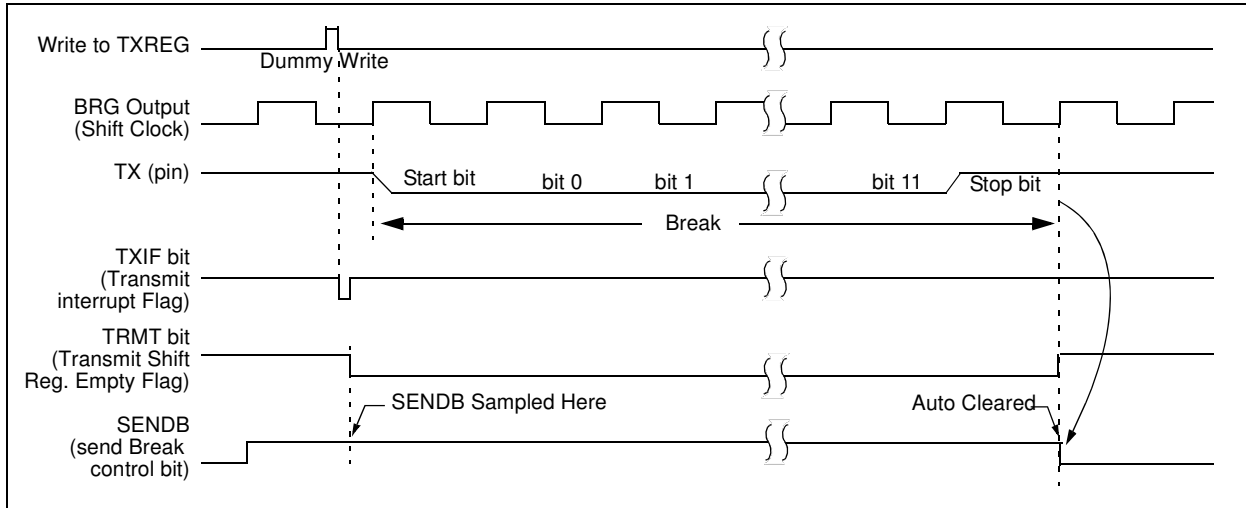 Write to TXREG
Dummy Write
BRG Output
(Shift Clock)
TX (pin)
Start bit
bit 0
bit 1
bit 11
Stop bit
Break
TXIF bit
(Transmit
interrupt Flag)
TRMT bit
(Transmit Shift
Reg. Empty Flag)
SENDB Sampled Here
Auto Cleared
SENDB
(send Break
control bit)